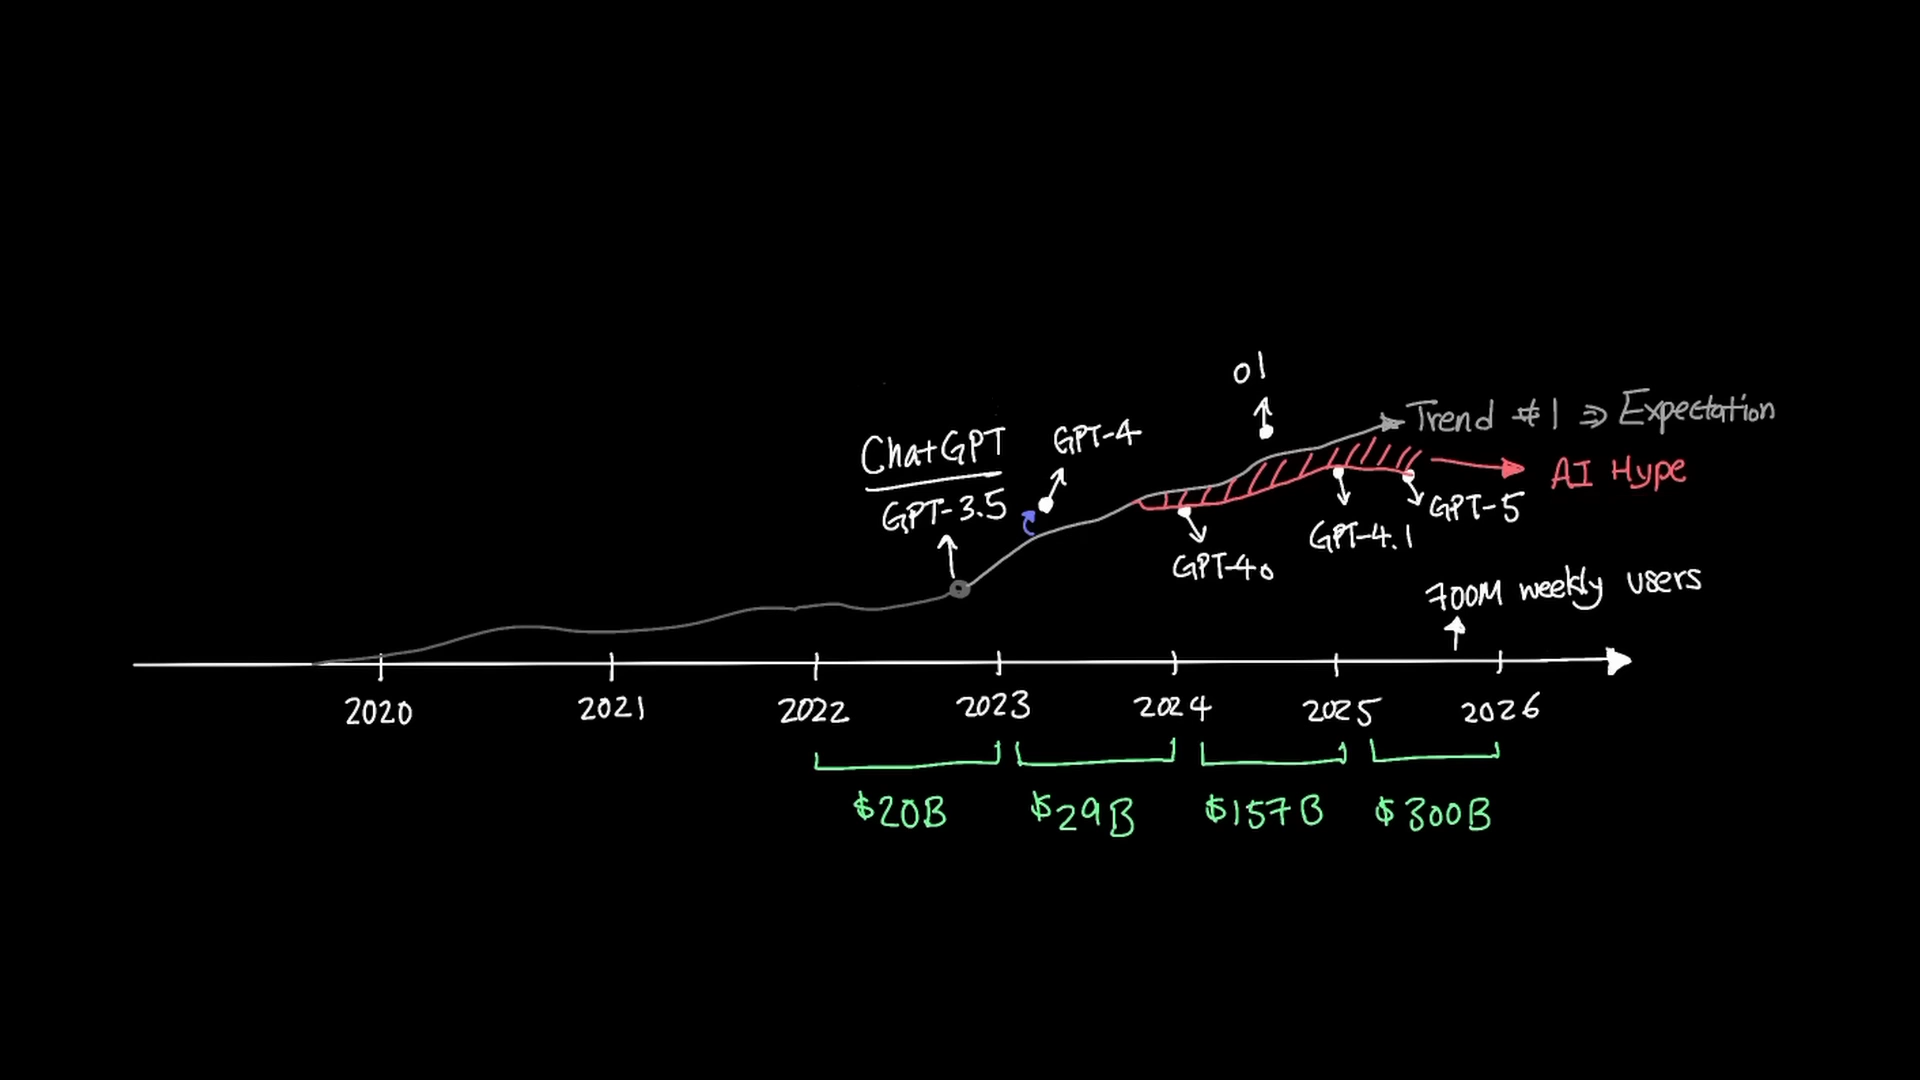 o1
Trend #1 ⇒ Expectation
ChatGPT
GPT-4
AI Hype
GPT-3.5
GPT-5
GPT-4.1
GPT-4o
700M weekly users
2020 2021 2022 2023 2024 2025 2026
$20B $29B $157B $300B